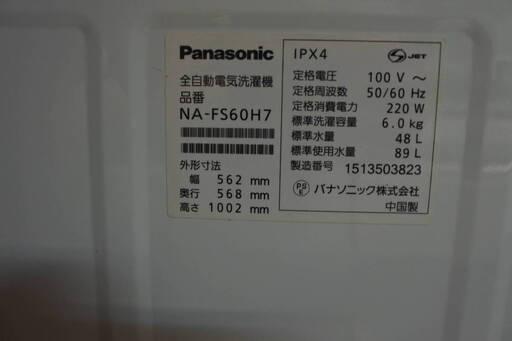 Panasonic
全自動電気洗濯機
品番
NA-FS60H7
外形寸法
幅 562 mm
奥行 568 mm
高さ 1002 mm
IPX4
S JET
定格電圧 100 V ～
定格周波数 50/60 Hz
定格消費電力 220 W
標準洗濯容量 6.0 kg
標準水量 48 L
標準使用水量 89 L
製造番号 1513503823
PS E パナソニック株式会社
中国製